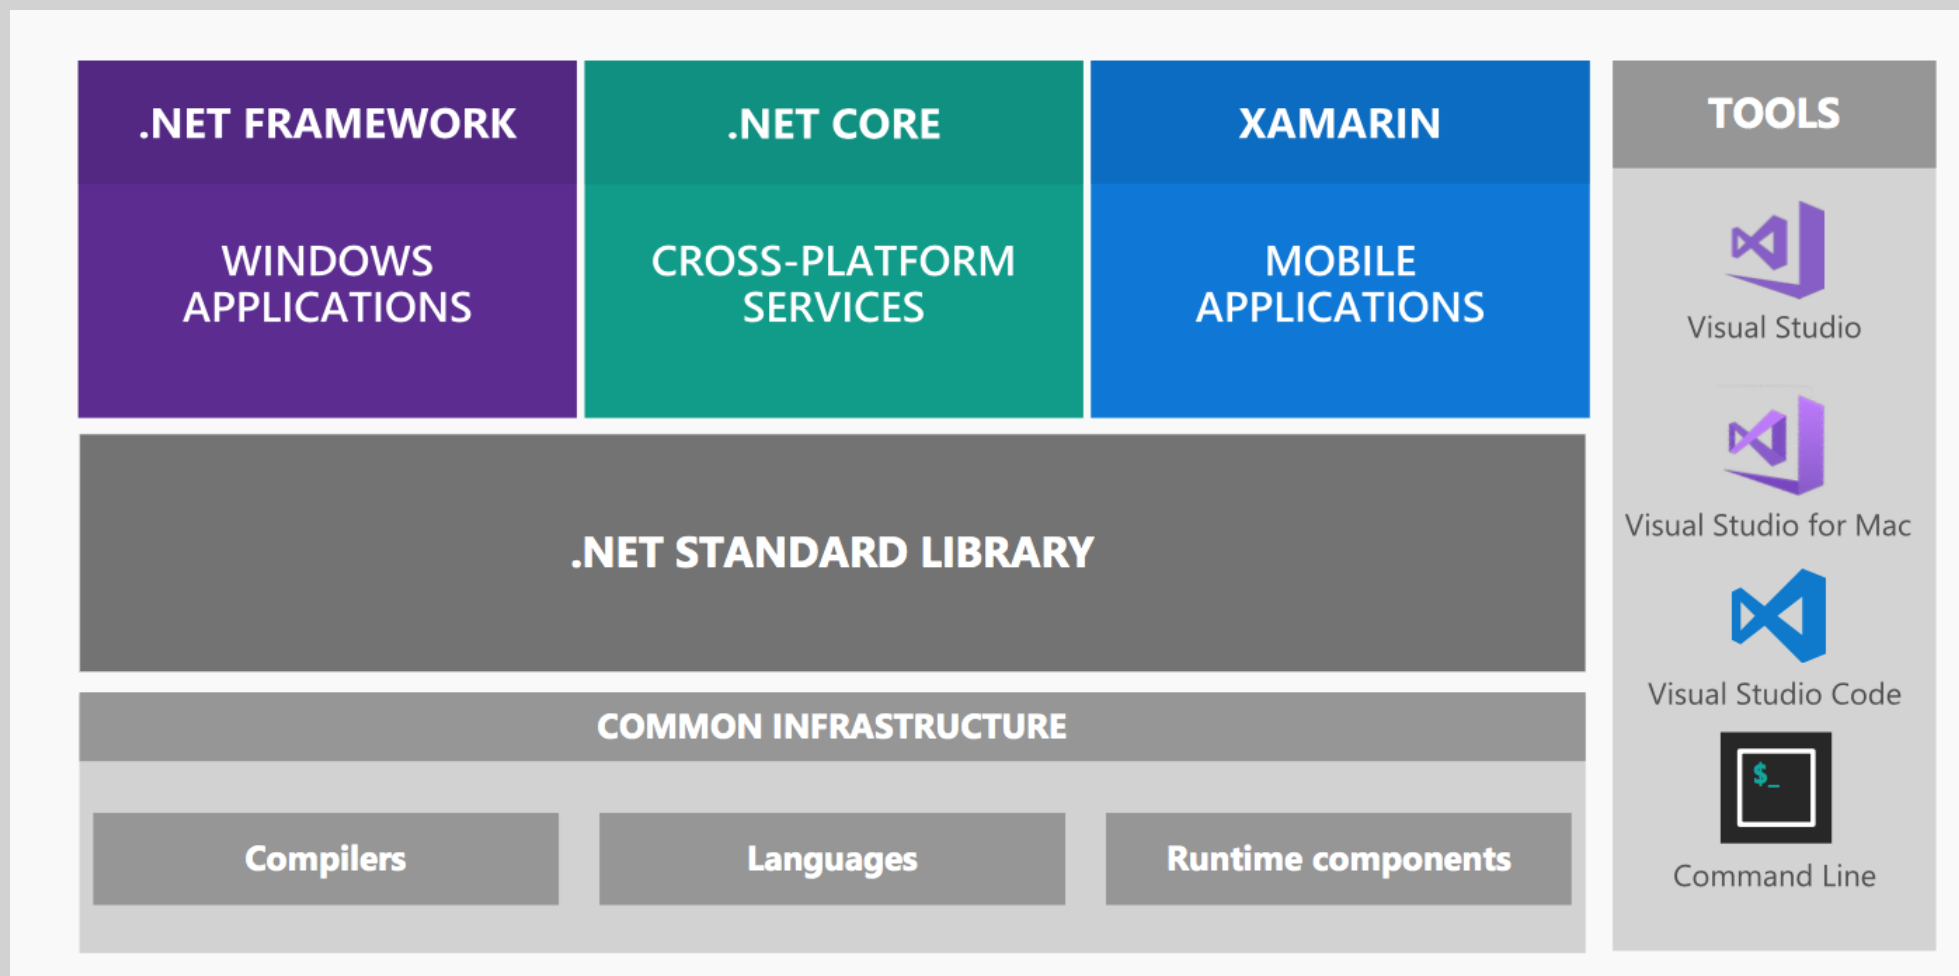 .NET FRAMEWORK
WINDOWS
APPLICATIONS
.NET CORE
CROSS-PLATFORM
SERVICES
XAMARIN
MOBILE
APPLICATIONS
.NET STANDARD LIBRARY
COMMON INFRASTRUCTURE
Compilers
Languages
Runtime components
TOOLS
Visual Studio
Visual Studio for Mac
Visual Studio Code
$_
Command Line